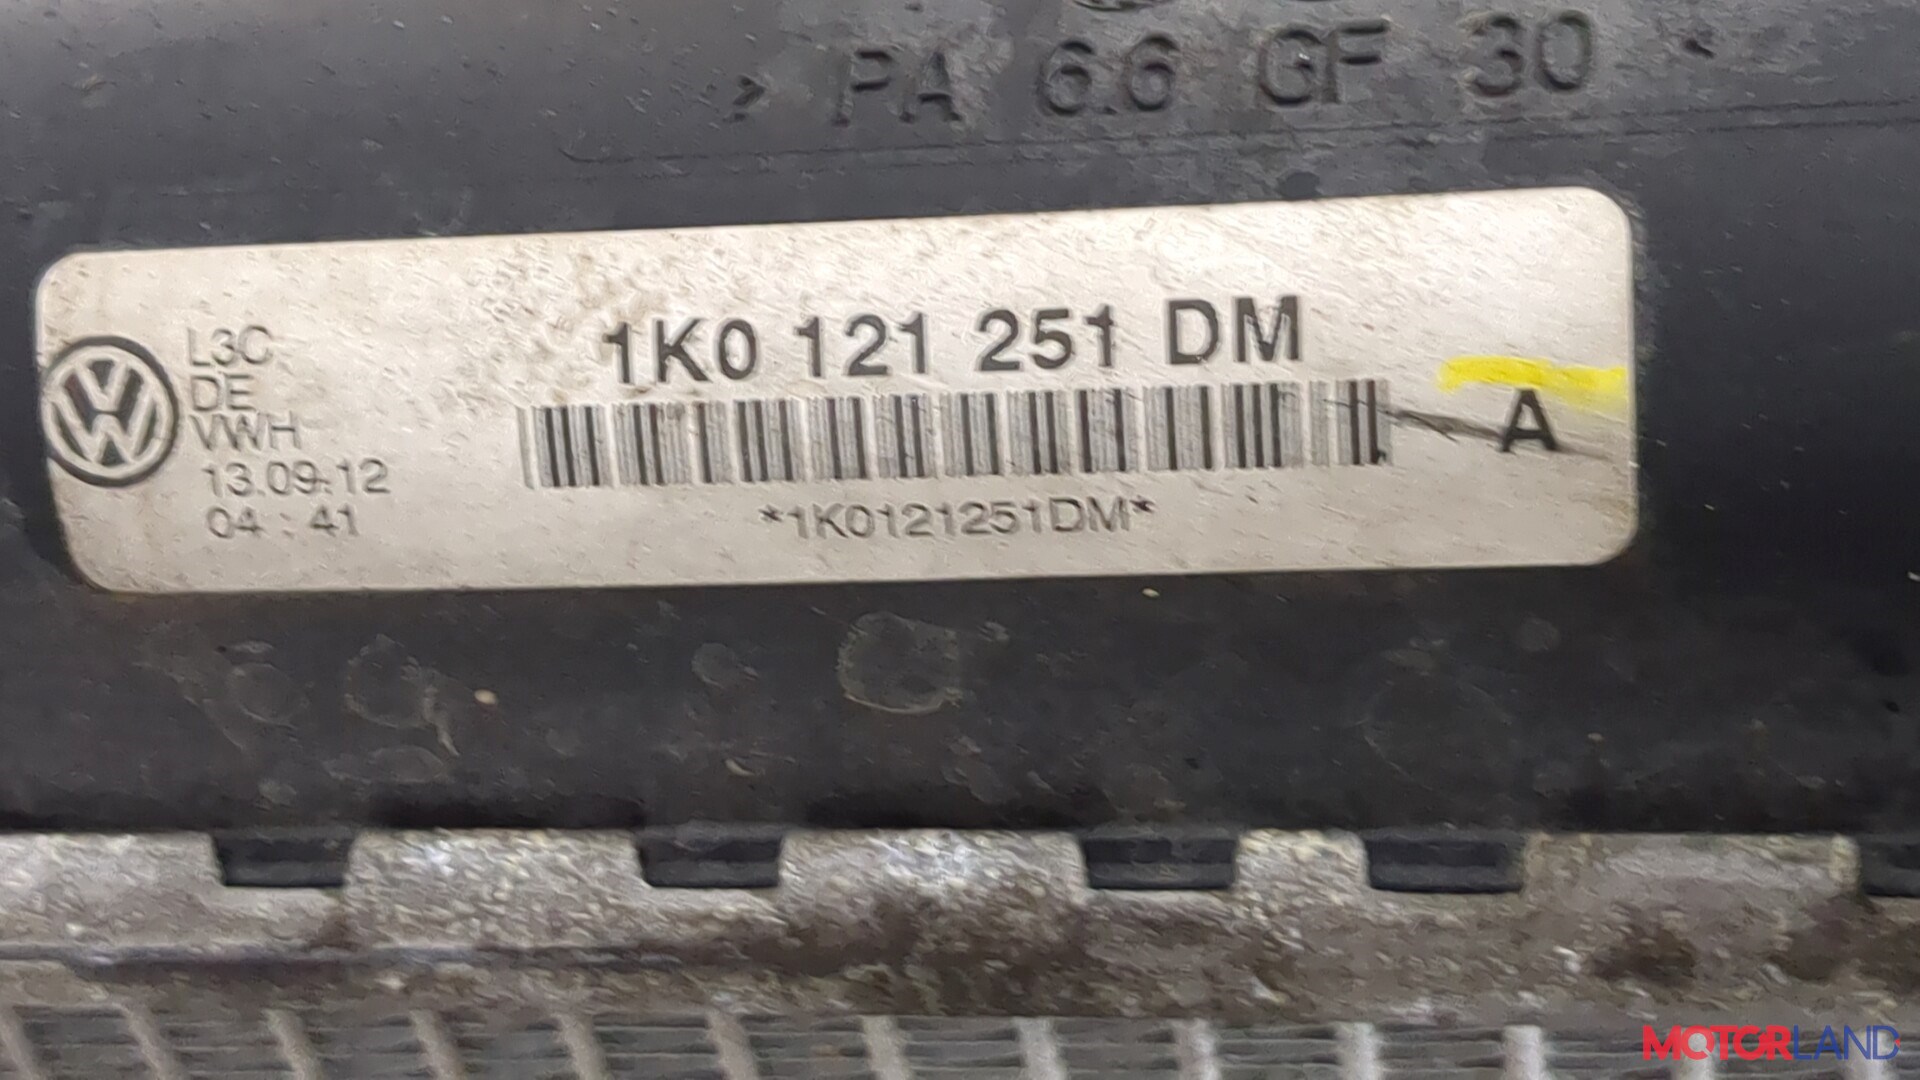 > PA 6.6 GF 30
L3C
DE
VWH
13.09.12
04 : 41
1K0 121 251 DM
A
*1K0121251DM*
MOTORLAND